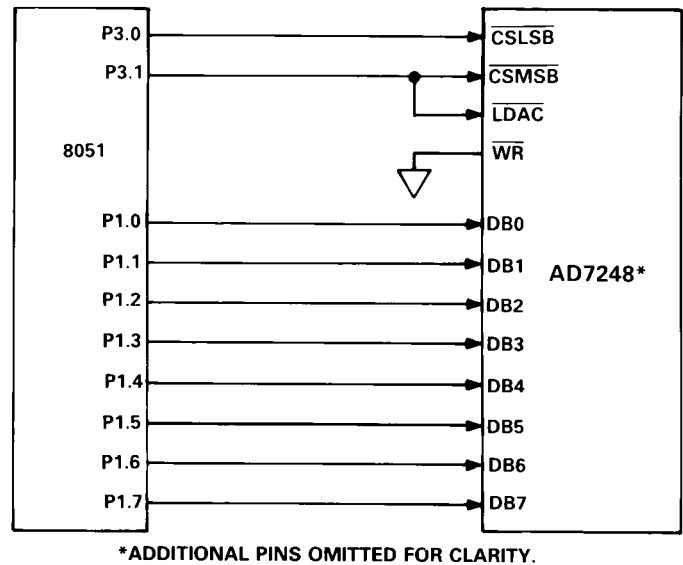 P3.0 CSLSB
P3.1 CSMSB
LDAC
8051 WR
P1.0 DB0
P1.1 DB1
AD7248*
P1.2 DB2
P1.3 DB3
P1.4 DB4
P1.5 DB5
P1.6 DB6
P1.7 DB7
*ADDITIONAL PINS OMITTED FOR CLARITY.